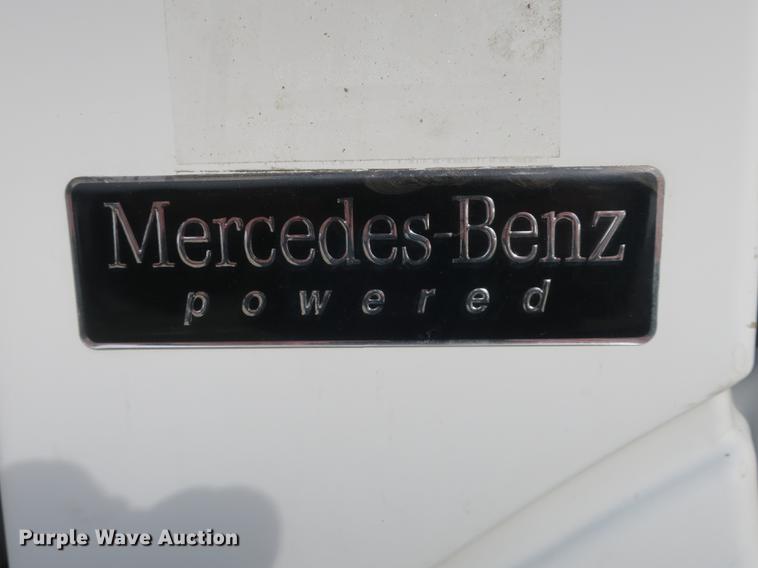 Mercedes-Benz
powered
Purple Wave Auction